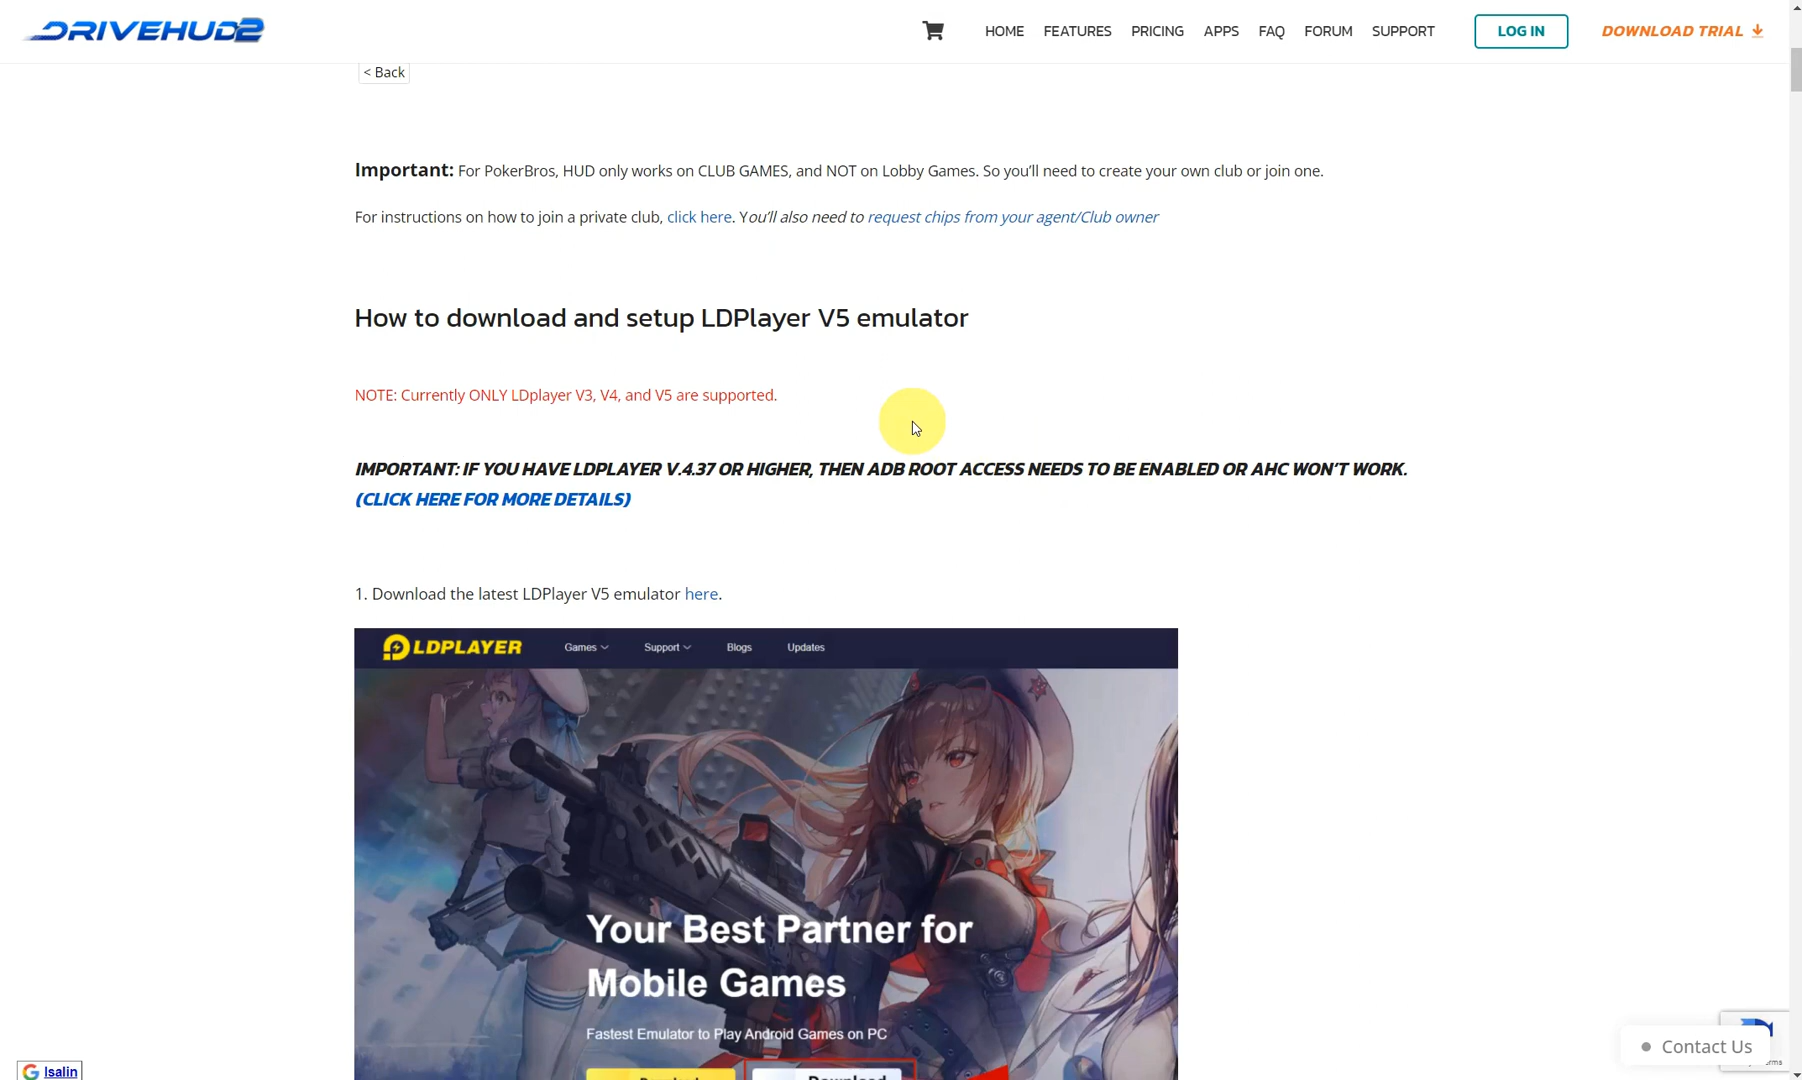 DRIVEHUD2
HOME FEATURES PRICING APPS FAQ FORUM SUPPORT LOG IN DOWNLOAD TRIAL
< Back
Important: For PokerBros, HUD only works on CLUB GAMES, and NOT on Lobby Games. So you'll need to create your own club or join one.
For instructions on how to join a private club, click here. You'll also need to request chips from your agent/Club owner
How to download and setup LDPlayer V5 emulator
NOTE: Currently ONLY LDplayer V3, V4, and V5 are supported.
IMPORTANT: IF YOU HAVE LDPLAYER V.4.37 OR HIGHER, THEN ADB ROOT ACCESS NEEDS TO BE ENABLED OR AHC WON'T WORK.
(CLICK HERE FOR MORE DETAILS)
1. Download the latest LDPlayer V5 emulator here.
LDPLAYER Games Support Blogs Updates
Your Best Partner for
Mobile Games
Fastest Emulator to Play Android Games on PC
Contact Us
lsalin